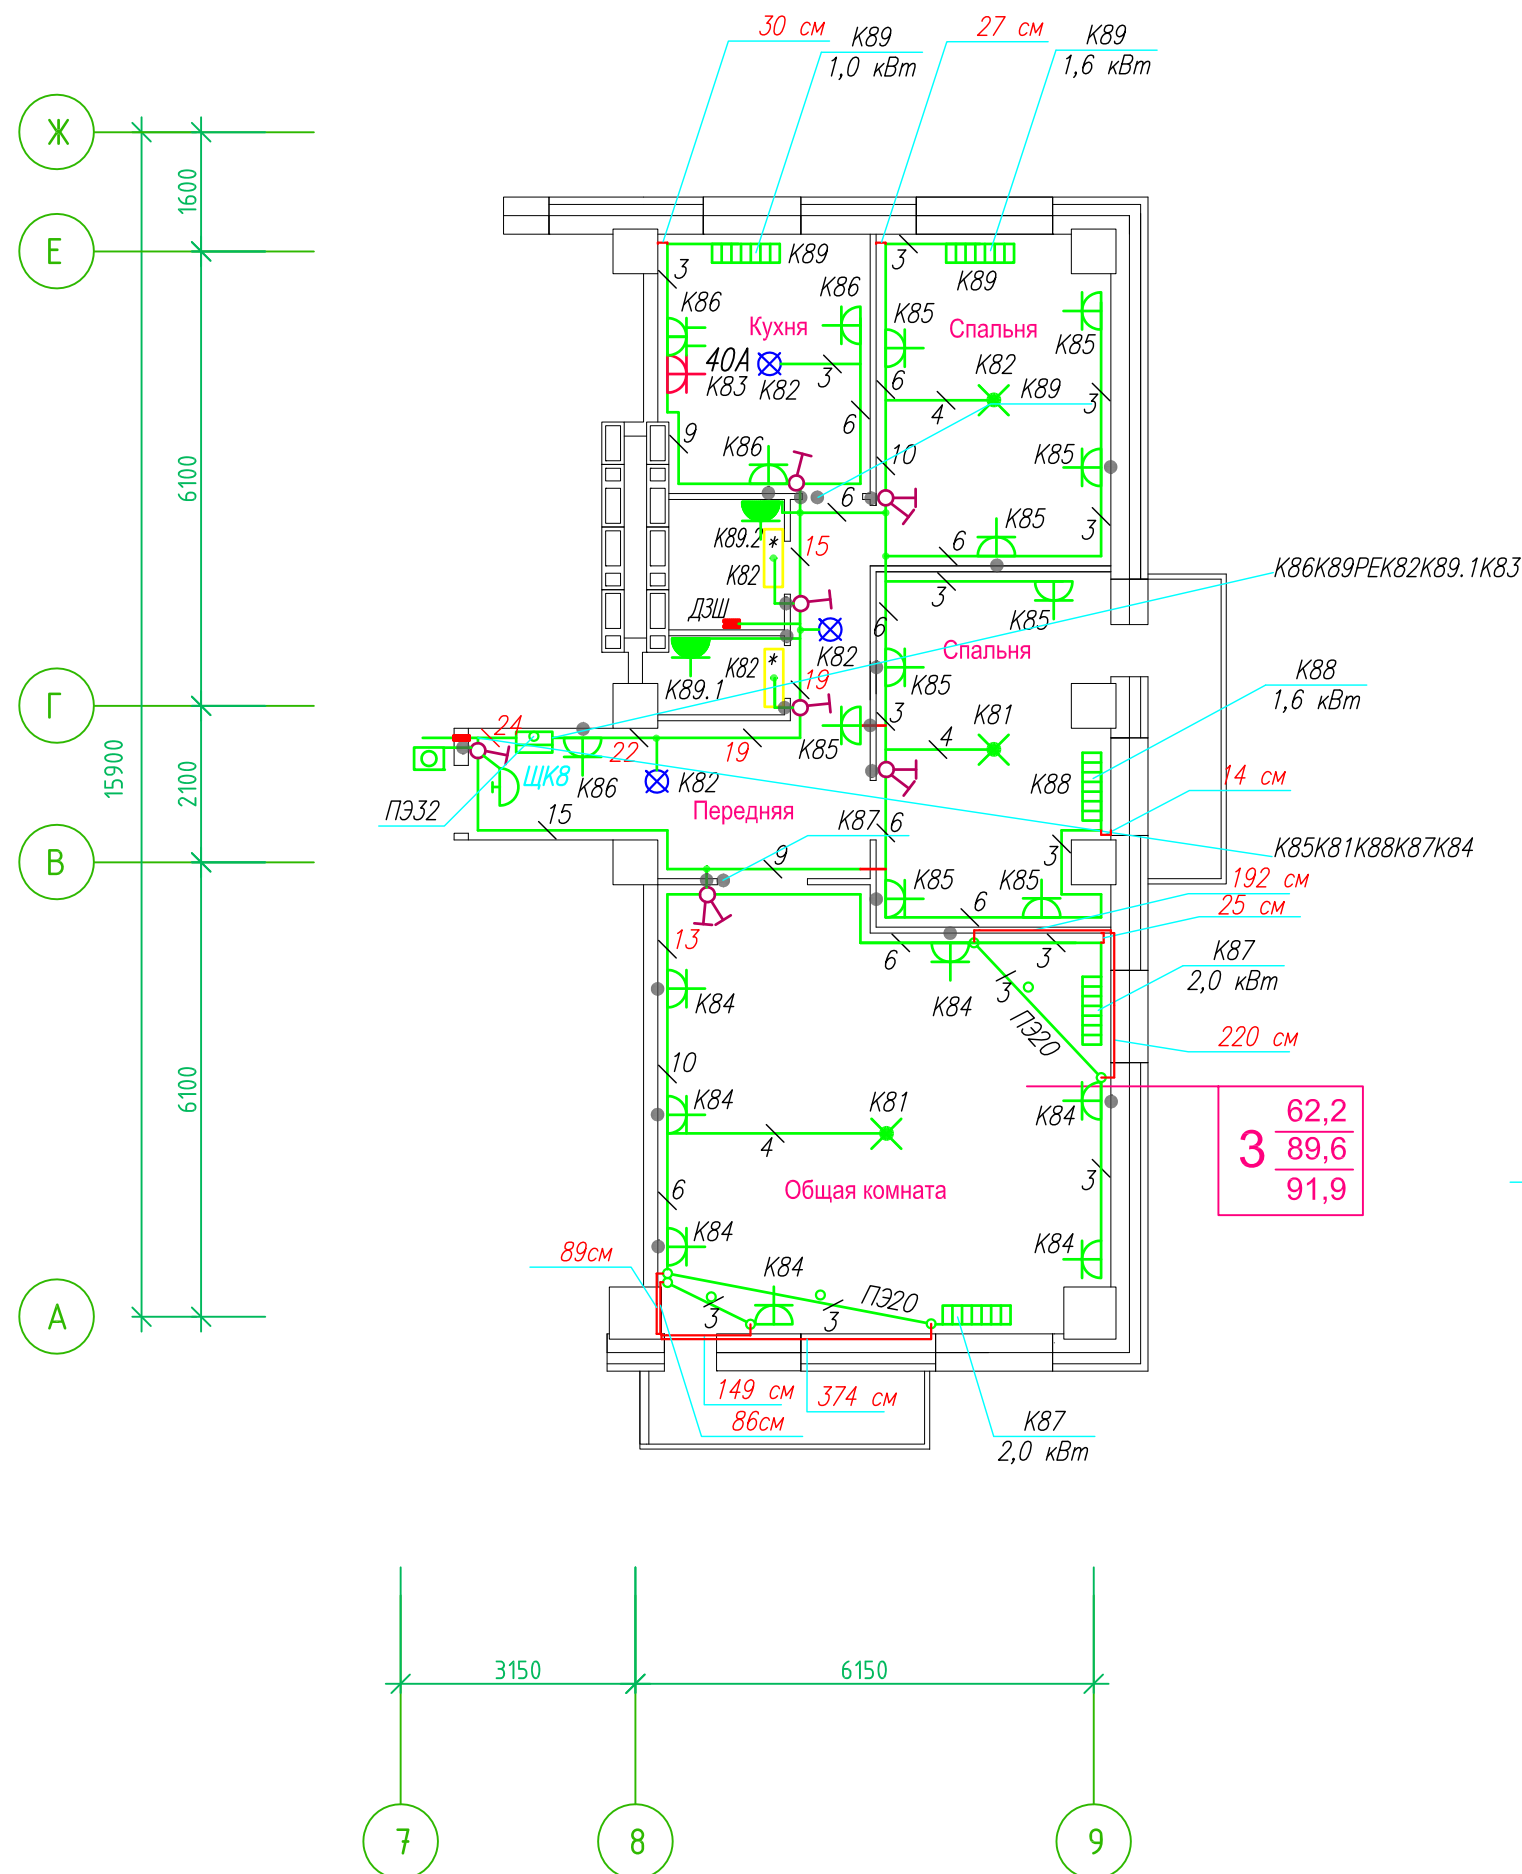 30 см
К89
1,0 кВт
27 см
К89
1,6 кВт
Ж
1600
Е
К89
3
3
К89
К86
К86
К85
Кухня
Спальня
К85
40А
К83
К82
3
К82
6
К89
3
4
6
9
К86
10
К85
6100
6
3
К85
К89.2
*
15
6
К82
К86К89РЕК82К89.1К83
3
ДЗШ
6
К85
К82
Спальня
*
К82
К89.1
19
К85
К88
1,6 кВт
Г
24
22
19
К85
3
К81
4
15900
2100
ЩК8
К86
К82
К88
14 см
ПЭ32
15
Передняя
К87
6
3
К85К81К88К87К84
В
9
К85
К85
192 см
6
25 см
13
6
3
К87
2,0 кВт
К84
К84
3
ПЭ20
220 см
6100
10
К84
К81
К84
4
3
62,2
89,6
91,9
3
Общая комната
6
К84
К84
89см
К84
ПЭ20
3
3
А
149 см
374 см
86см
К87
2,0 кВт
3150
6150
7
8
9